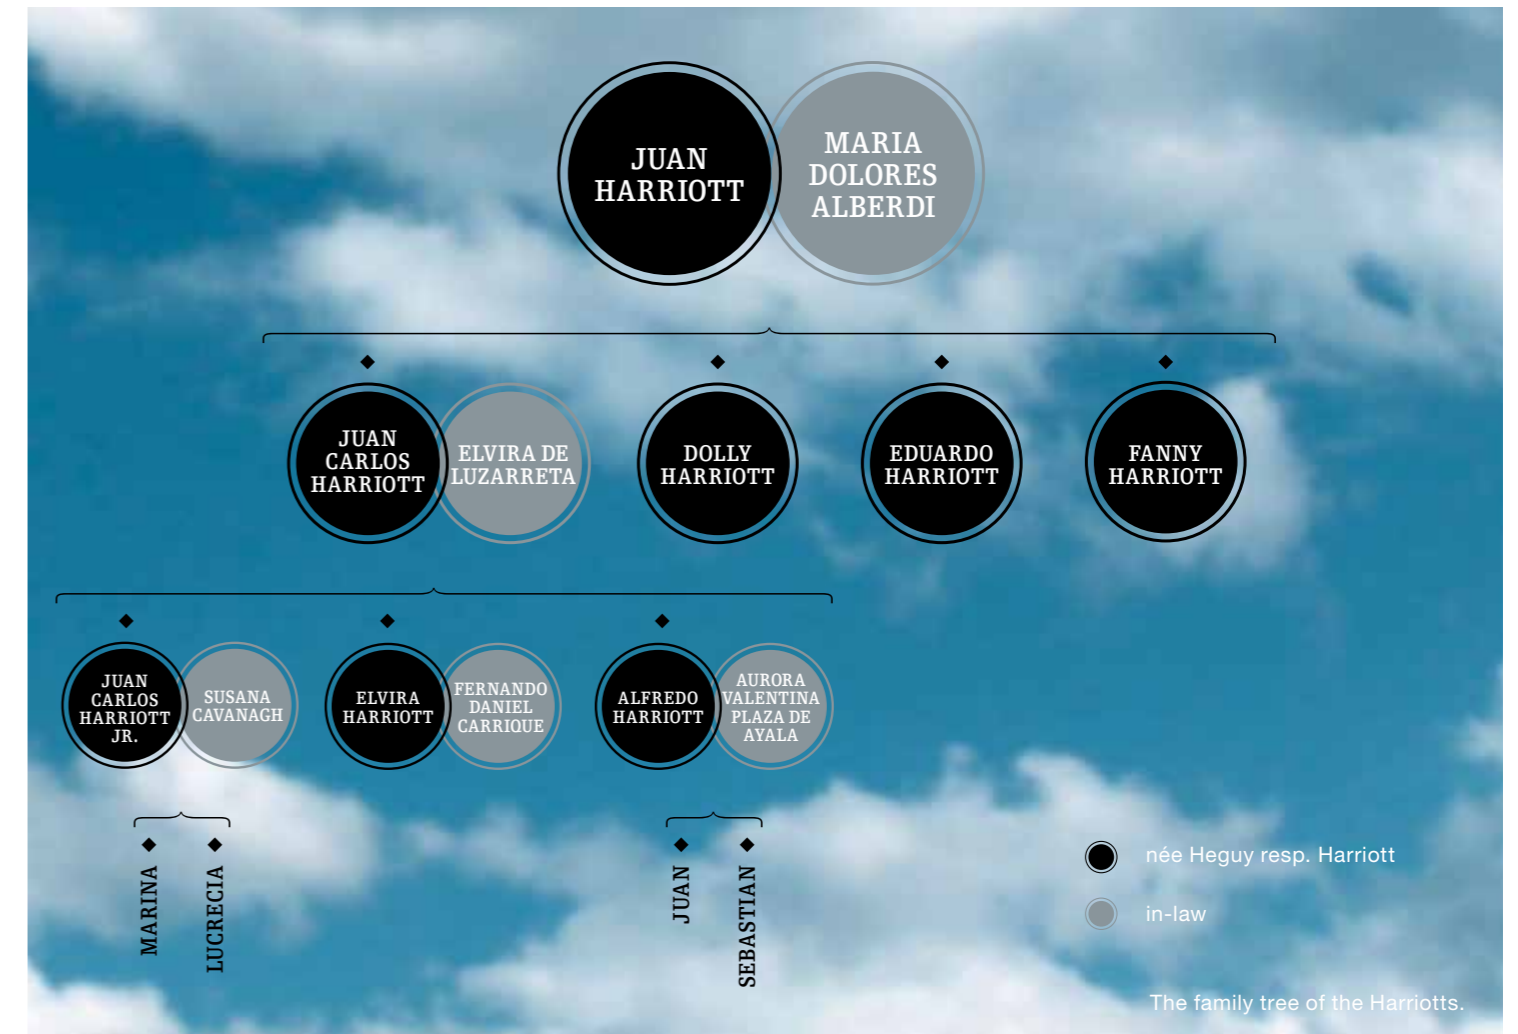 JUAN
HARRIOTT
MARIA
DOLORES
ALBERDI
JUAN
CARLOS
HARRIOTT
ELVIRA DE
LUZARRETA
DOLLY
HARRIOTT
EDUARDO
HARRIOTT
FANNY
HARRIOTT
JUAN
CARLOS
HARRIOTT
JR.
SUSANA
CAVANAGH
ELVIRA
HARRIOTT
FERNANDO
DANIEL
CARRIQUE
ALFREDO
HARRIOTT
AURORA
VALENTINA
PLAZA DE
AYALA
MARINA
LUCRECIA
JUAN
SEBASTIAN
née Heguy resp. Harriott
in-law
The family tree of the Harriotts.